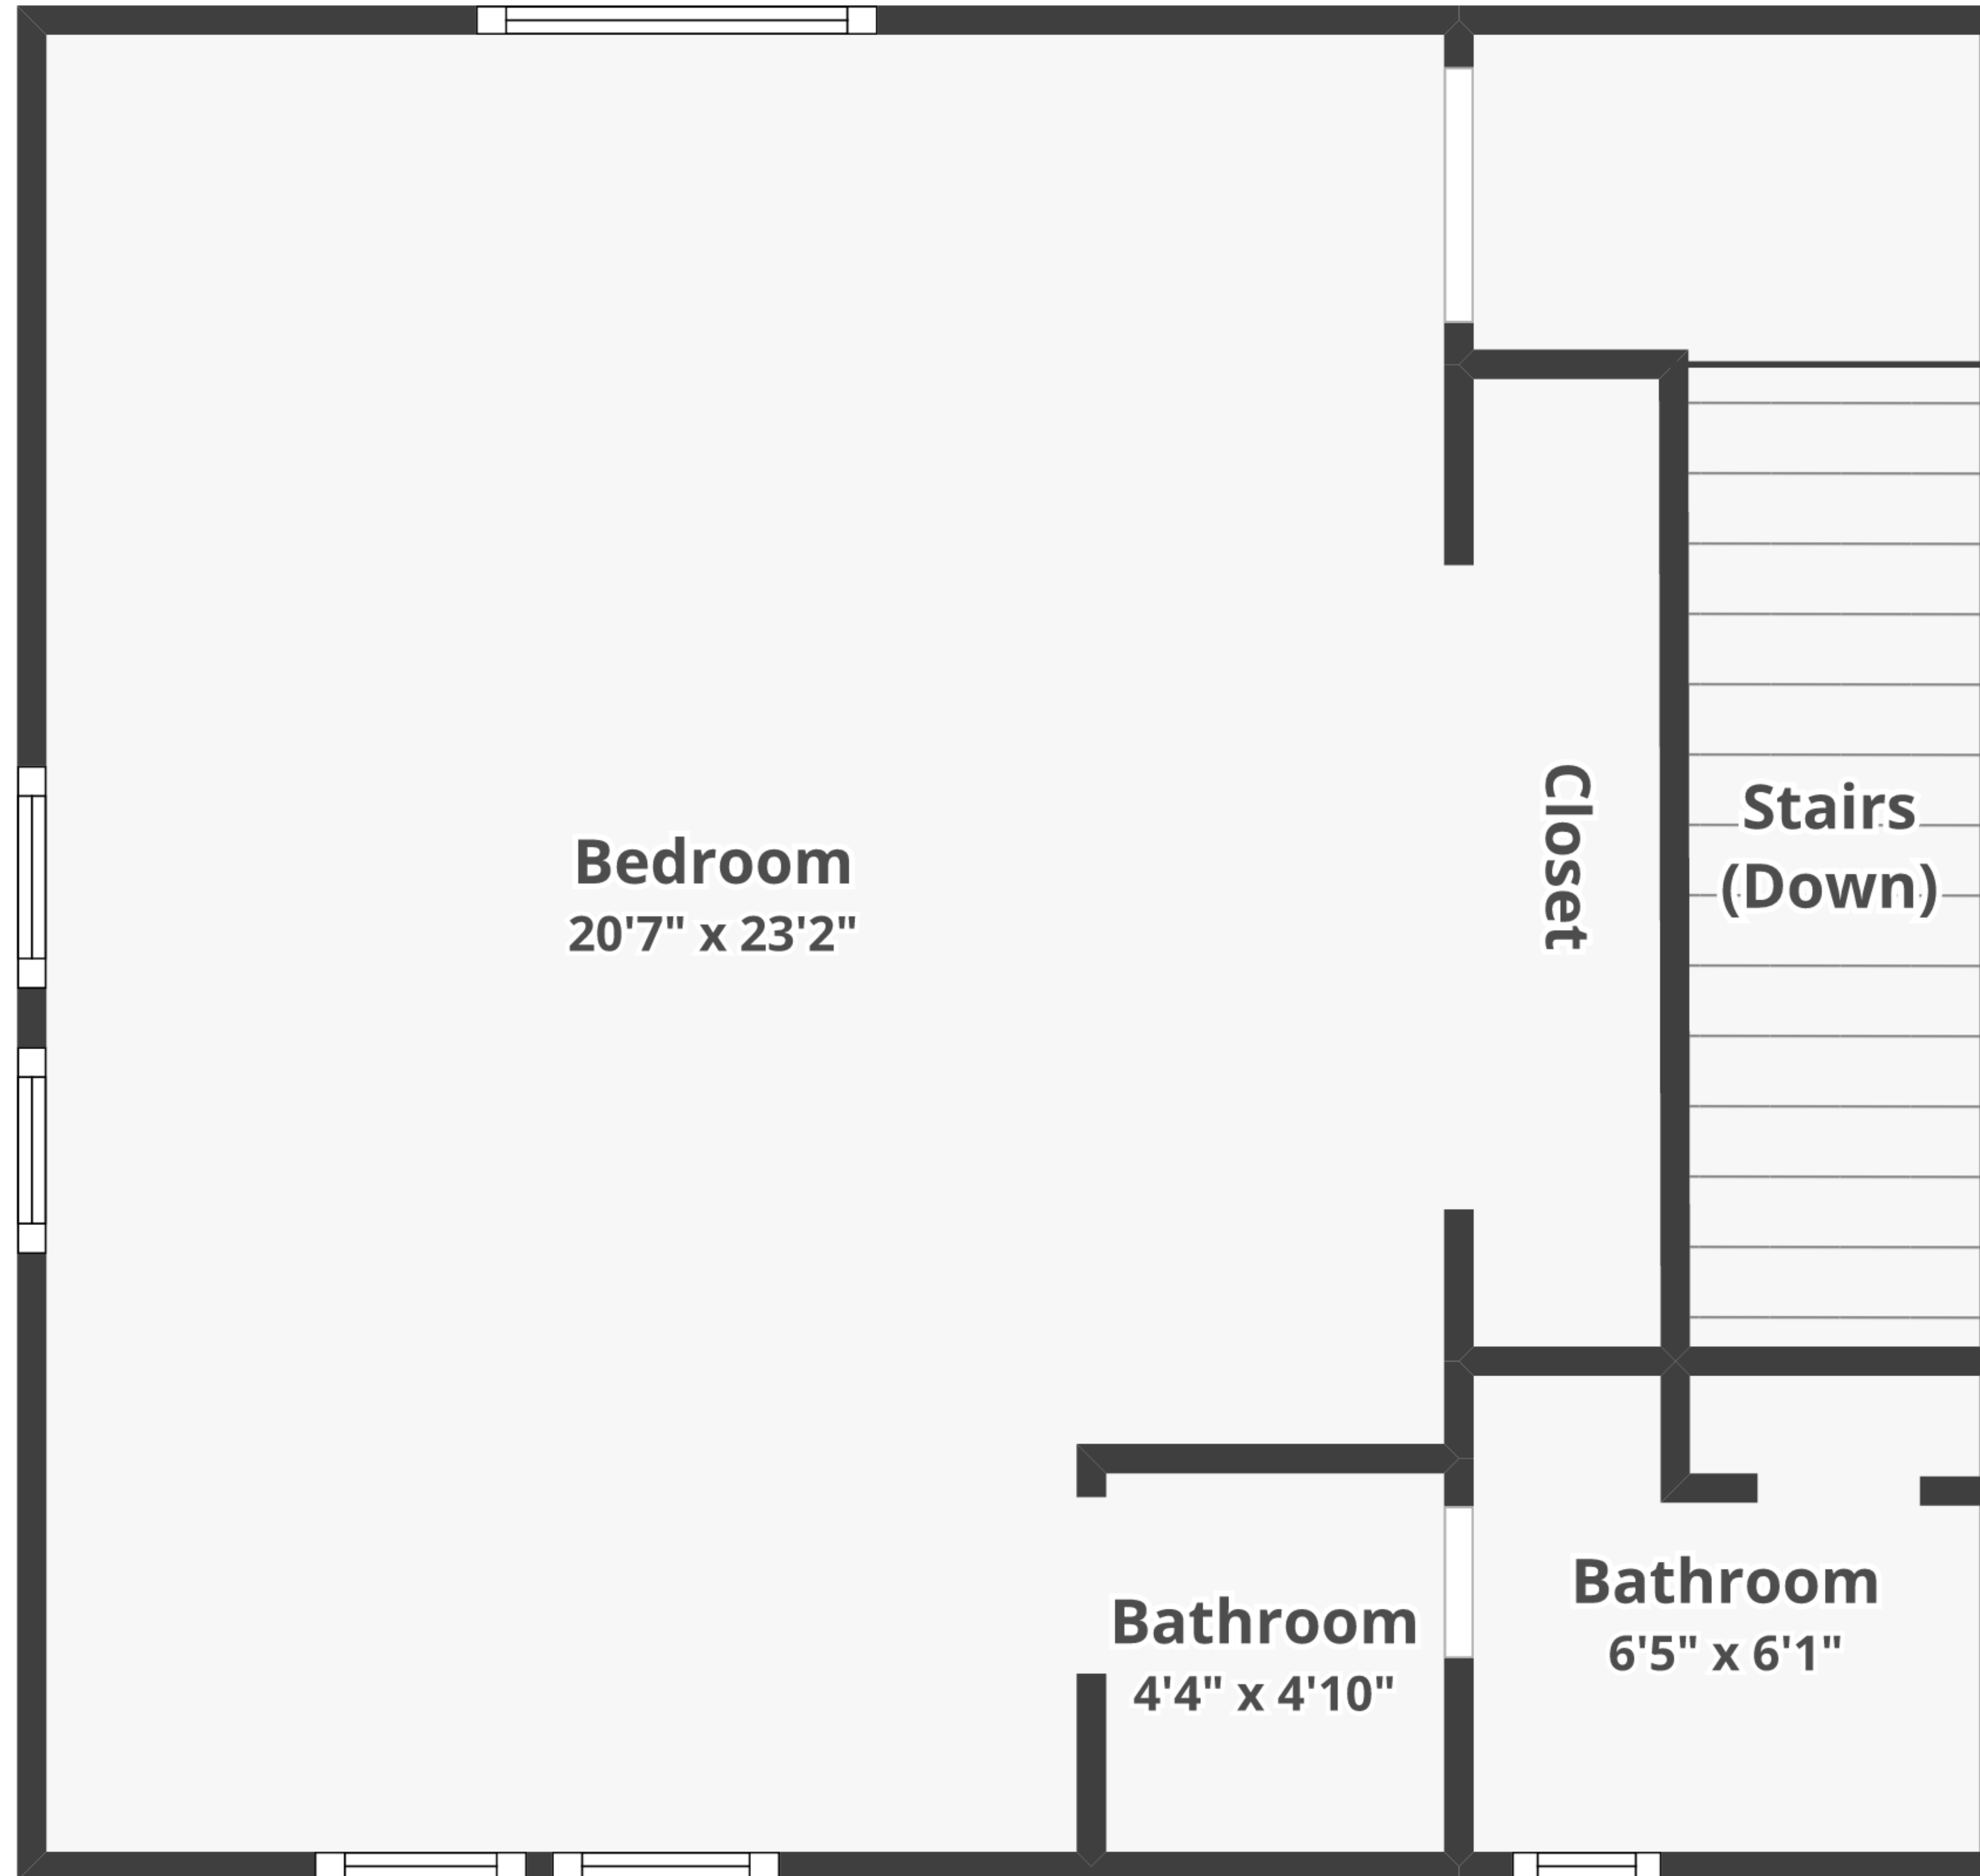 Bedroom
20'7" x 23'2"
Closet
Stairs
(Down)
Bathroom
4'4" x 4'10"
Bathroom
6'5" x 6'1"